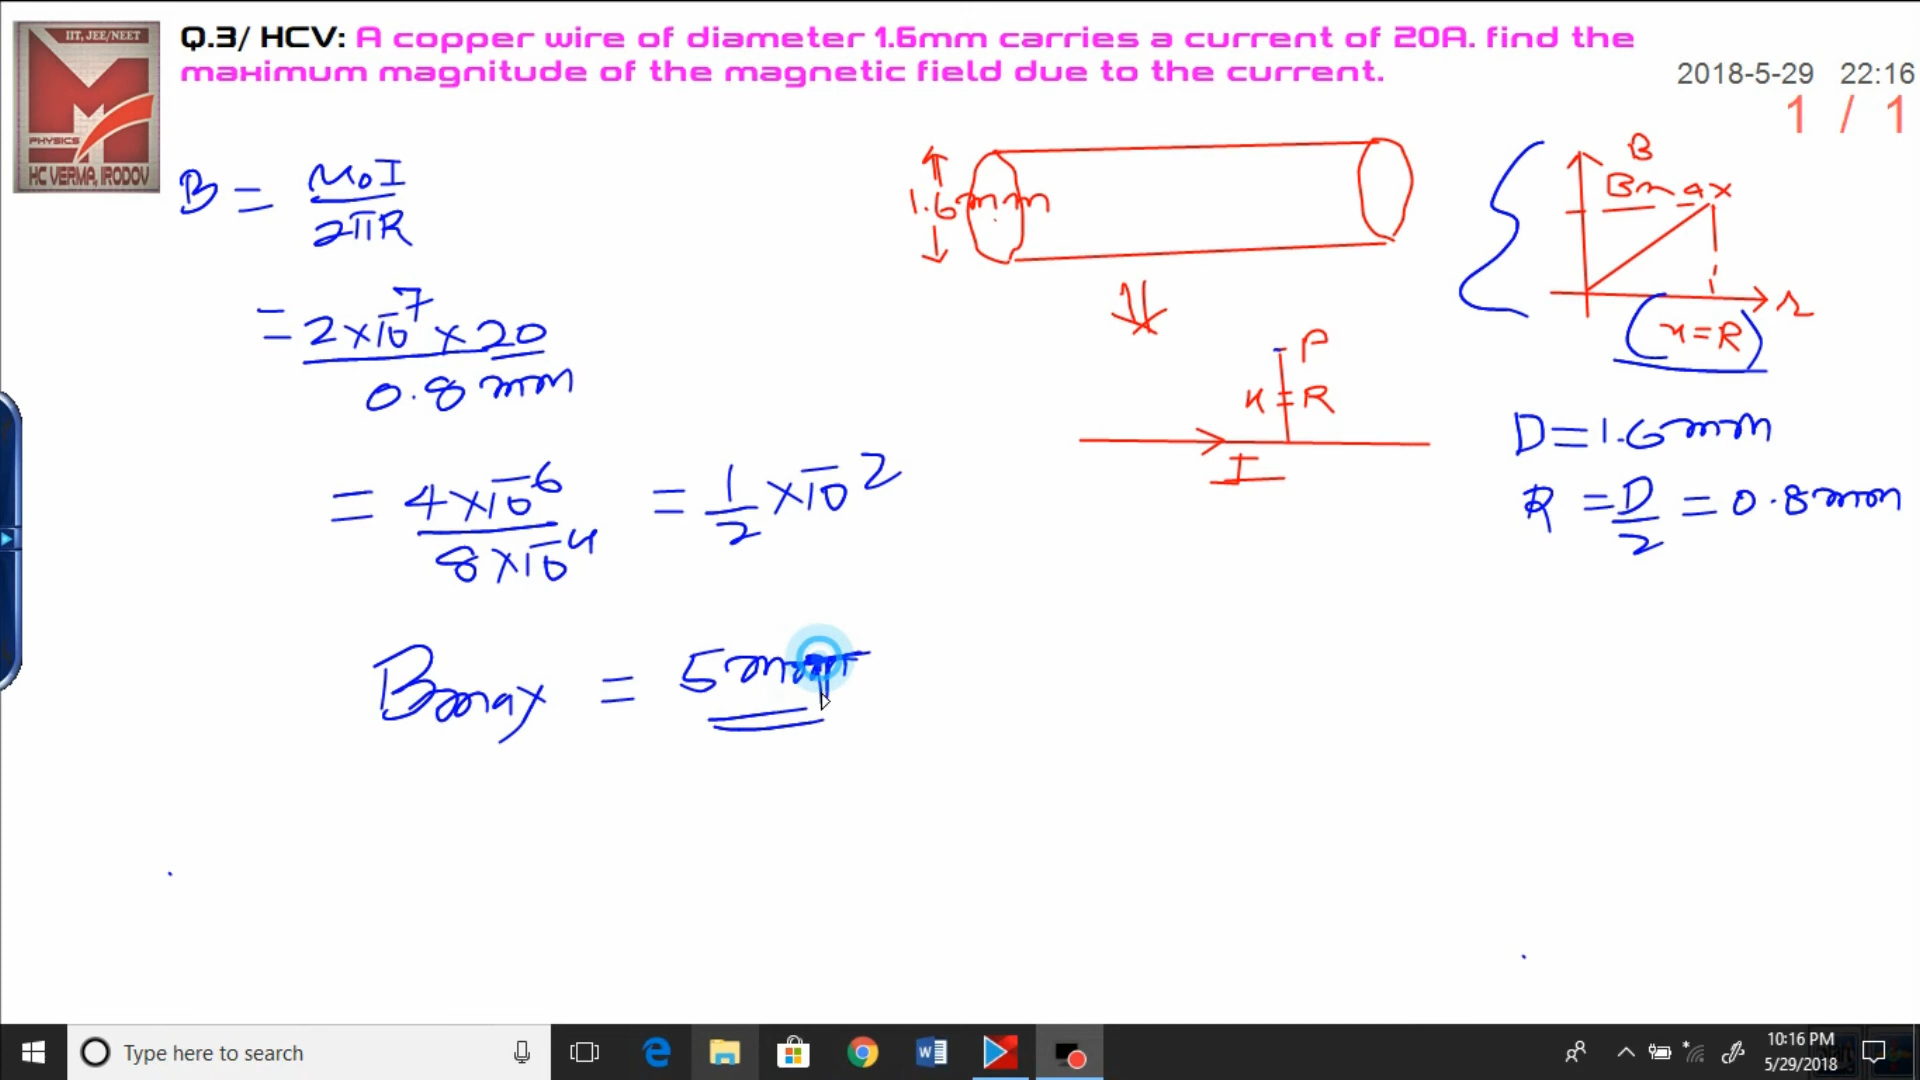 IIT, JEE/NEET
PHYSICS
HC VERMA, IRODOV
Q.3/ HCV: A copper wire of diameter 1.6mm carries a current of 20A. find the
maximum magnitude of the magnetic field due to the current.
2018-5-29 22:16
1 / 1
B = μ₀I
2πR
= 2×10⁻⁷ × 20
0.8mm
= 4×10⁻⁶
8×10⁻⁴
= 1/2 ×10⁻²
Bmax = 5m
1.6mm
P
x = R
I
B
Bmax
r
(x=R)
D = 1.6mm
R = D/2 = 0.8mm
Type here to search
10:16 PM
5/29/2018